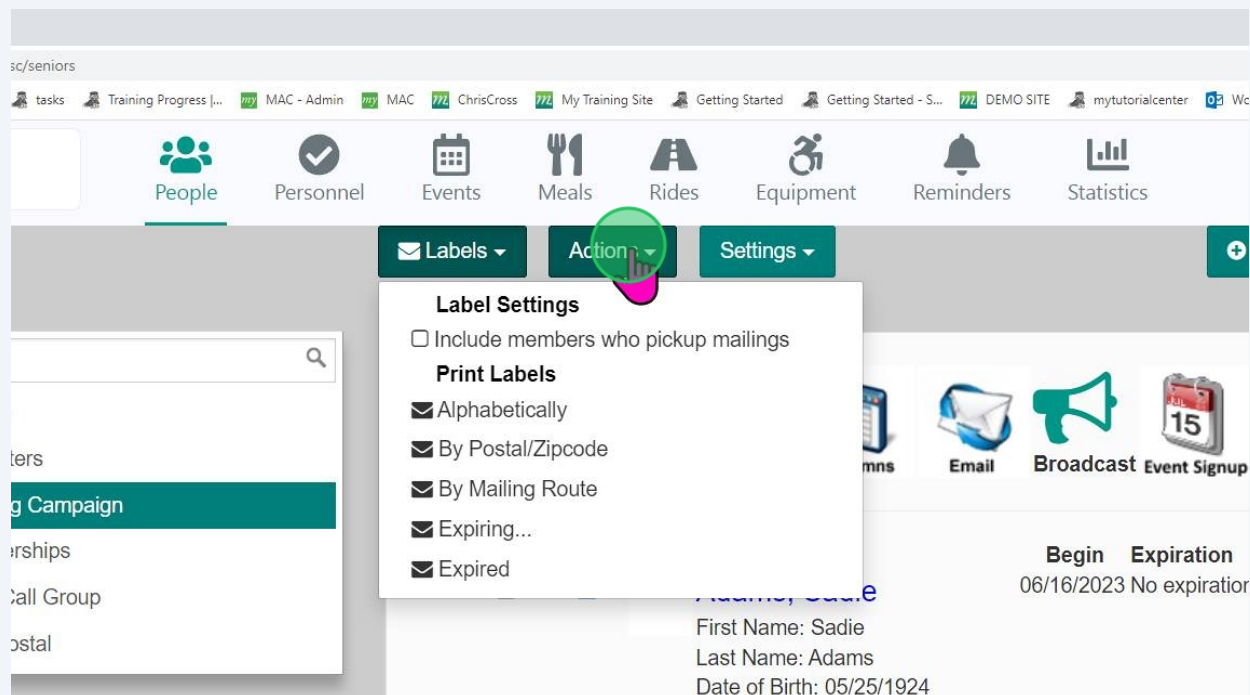 sc/seniors
tasks Training Progress |... my MAC - Admin my MAC ChrisCross My Training Site Getting Started Getting Started - S... DEMO SITE mytutorialcenter
People Personnel Events Meals Rides Equipment Reminders Statistics
Labels Settings
Label Settings
Include members who pickup mailings
Print Labels
Alphabetically
By Postal/Zipcode
By Mailing Route
Expiring...
Expired
ters
g Campaign
erships
Call Group
ostal
mns Email Broadcast JUL 15 Event Signup
Begin Expiration
06/16/2023 No expiration
Adams, Sadie
First Name: Sadie
Last Name: Adams
Date of Birth: 05/25/1924